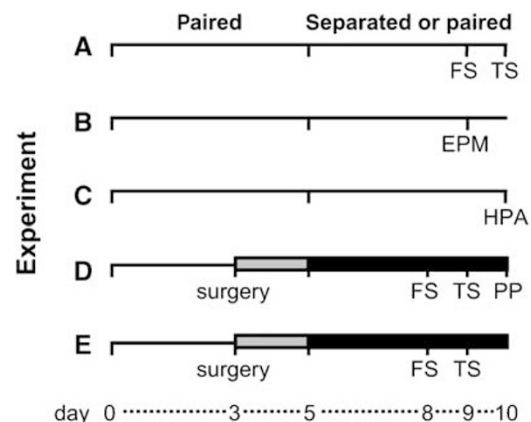 Paired Separated or paired
A
FS TS
B
EPM
C
HPA
Experiment
D
surgery FS TS PP
E
surgery FS TS
day 0 3 5 8 9 10